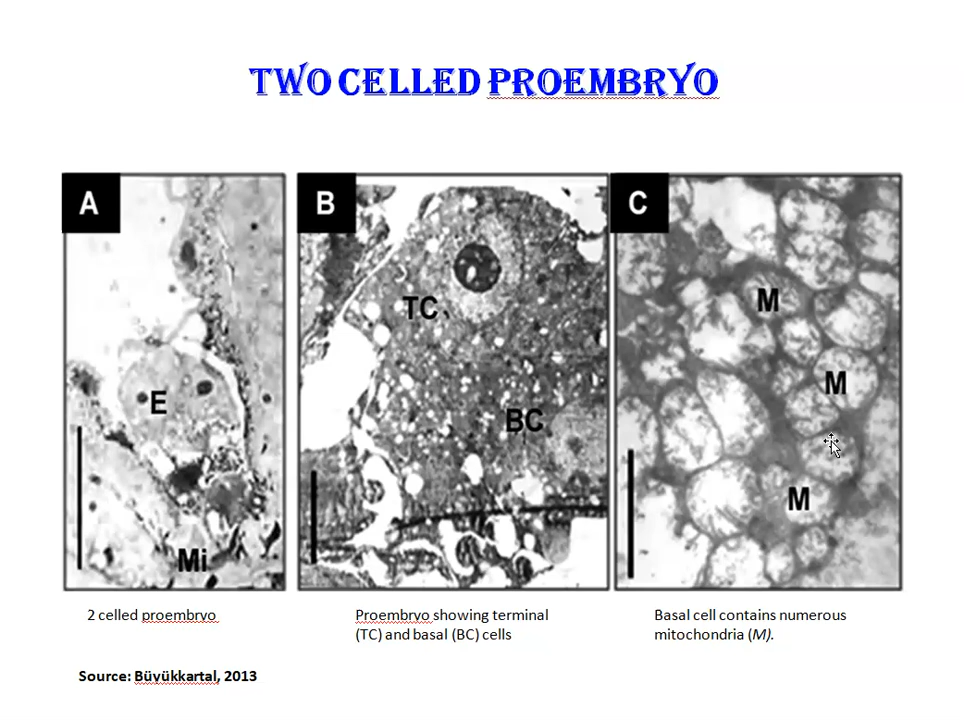 TWO CELLED PROEMBRYO
A
B
C
E
Mi
TC
BC
M
M
M
2 celled proembryo
Proembryo showing terminal
(TC) and basal (BC) cells
Basal cell contains numerous
mitochondria (M).
Source: Büyükkartal, 2013